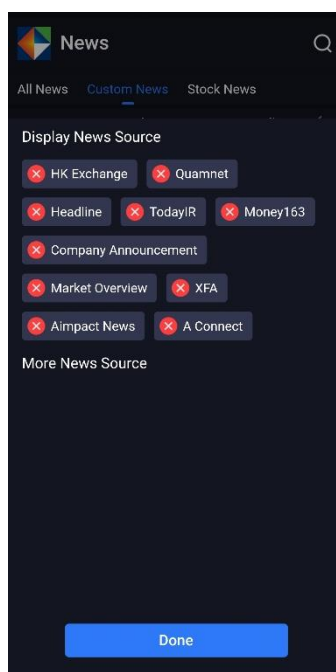 News
All News Custom News Stock News
Display News Source
HK Exchange Quamnet
Headline TodayIR Money163
Company Announcement
Market Overview XFA
Aimpact News A Connect
More News Source
Done